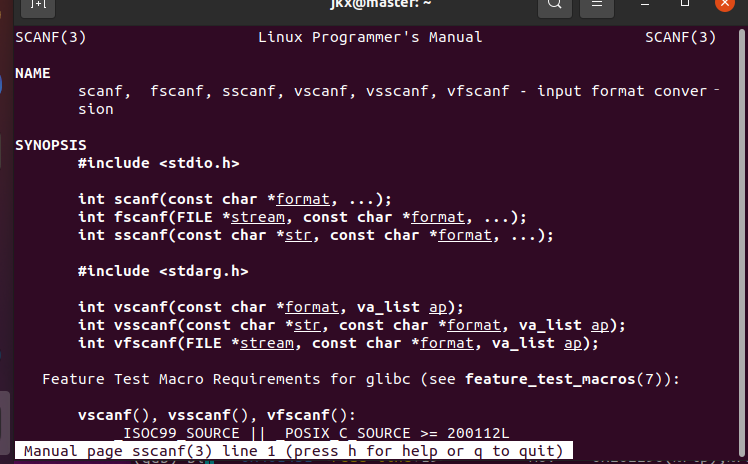 jkx@master: ~
SCANF(3) Linux Programmer's Manual SCANF(3)
NAME
scanf, fscanf, sscanf, vscanf, vsscanf, vfscanf - input format conver-
sion
SYNOPSIS
#include <stdio.h>
int scanf(const char *format, ...);
int fscanf(FILE *stream, const char *format, ...);
int sscanf(const char *str, const char *format, ...);
#include <stdarg.h>
int vscanf(const char *format, va_list ap);
int vsscanf(const char *str, const char *format, va_list ap);
int vfscanf(FILE *stream, const char *format, va_list ap);
Feature Test Macro Requirements for glibc (see feature_test_macros(7)):
vscanf(), vsscanf(), vfscanf():
_ISOC99_SOURCE || _POSIX_C_SOURCE >= 200112L
Manual page sscanf(3) line 1 (press h for help or q to quit)